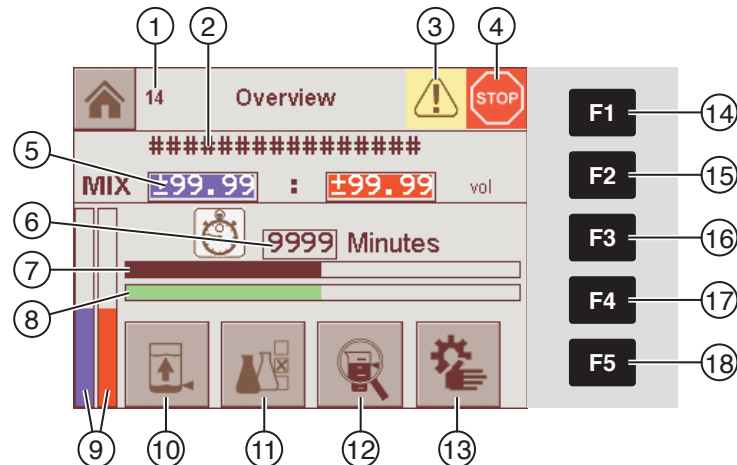 1 2 3 4
14 Overview STOP
F1 14
################
5 MIX ±99.99 : ±99.99 vol
F2 15
6 9999 Minutes
F3 16
7
8
F4 17
F5 18
9 10 11 12 13